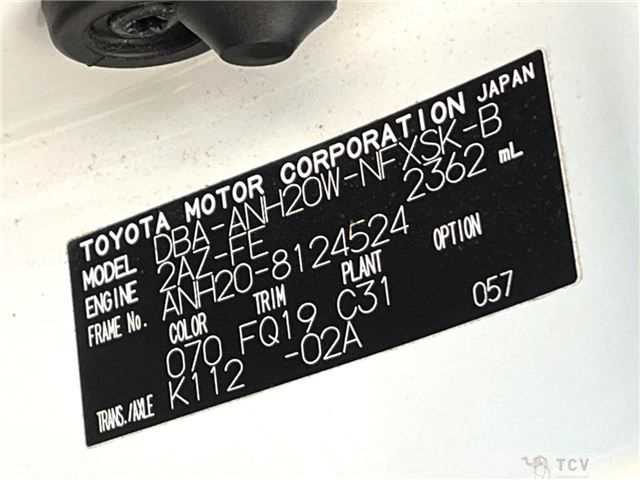 TOYOTA MOTOR CORPORATION JAPAN
MODEL DBA-ANH20W-NFXSK-B
ENGINE 2AZ-FE 2362 mL
FRAME No. ANH20-8124524
COLOR TRIM PLANT OPTION
070 FQ19 C31 057
TRANS./AXLE K112 -02A
TCV